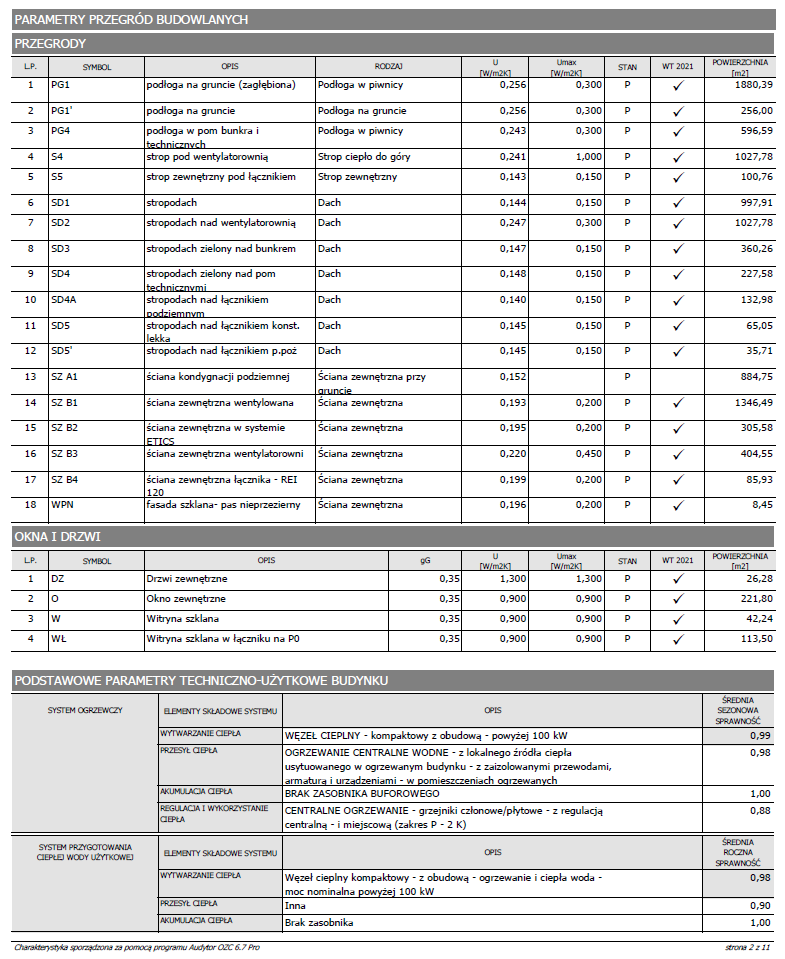 PARAMETRY PRZEGRÓD BUDOWLANYCH
PRZEGRODY
L.P. SYMBOL OPIS RODZAJ U [W/m2K] Umax [W/m2K] STAN WT 2021 POWIERZCHNIA [m2]
1 PG1 podłoga na gruncie (zagłębiona) Podłoga w piwnicy 0,256 0,300 P ✓ 1880,39
2 PG1' podłoga na gruncie Podłoga na gruncie 0,256 0,300 P ✓ 256,00
3 PG4 podłoga w pom bunkra i Podłoga w piwnicy 0,243 0,300 P ✓ 596,59
technicznych
4 S4 strop pod wentylatorownią Strop ciepło do góry 0,241 1,000 P ✓ 1027,78
5 S5 strop zewnętrzny pod łącznikiem Strop zewnętrzny 0,143 0,150 P ✓ 100,76
6 SD1 stropodach Dach 0,144 0,150 P ✓ 997,91
7 SD2 stropodach nad wentylatorownią Dach 0,247 0,300 P ✓ 1027,78
8 SD3 stropodach zielony nad bunkrem Dach 0,147 0,150 P ✓ 360,26
9 SD4 stropodach zielony nad pom Dach 0,148 0,150 P ✓ 227,58
technicznymi
10 SD4A stropodach nad łącznikiem Dach 0,140 0,150 P ✓ 132,98
podziemnym
11 SD5 stropodach nad łącznikiem konst. Dach 0,145 0,150 P ✓ 65,05
lekka
12 SD5' stropodach nad łącznikiem p.poż Dach 0,145 0,150 P ✓ 35,71
13 SZ A1 ściana kondygnacji podziemnej Ściana zewnętrzna przy 0,152 P 884,75
gruncie
14 SZ B1 ściana zewnętrzna wentylowana Ściana zewnętrzna 0,193 0,200 P ✓ 1346,49
15 SZ B2 ściana zewnętrzna w systemie Ściana zewnętrzna 0,195 0,200 P ✓ 305,58
ETICS
16 SZ B3 ściana zewnętrzna wentylatorowni Ściana zewnętrzna 0,220 0,450 P ✓ 404,55
17 SZ B4 ściana zewnętrzna łącznika - REI Ściana zewnętrzna 0,199 0,200 P ✓ 85,93
120
18 WPN fasada szklana- pas nieprzezierny Ściana zewnętrzna 0,196 0,200 P ✓ 8,45
OKNA I DRZWI
L.P. SYMBOL OPIS gG U [W/m2K] Umax [W/m2K] STAN WT 2021 POWIERZCHNIA [m2]
1 DZ Drzwi zewnętrzne 0,35 1,300 1,300 P ✓ 26,28
2 O Okno zewnętrzne 0,35 0,900 0,900 P ✓ 221,80
3 W Witryna szklana 0,35 0,900 0,900 P ✓ 42,24
4 WŁ Witryna szklana w łączniku na P0 0,35 0,900 0,900 P ✓ 113,50
PODSTAWOWE PARAMETRY TECHNICZNO-UŻYTKOWE BUDYNKU
SYSTEM OGRZEWCZY ELEMENTY SKŁADOWE SYSTEMU OPIS ŚREDNIA SEZONOWA SPRAWNOŚĆ
WYTWARZANIE CIEPŁA WĘZEŁ CIEPLNY - kompaktowy z obudową - powyżej 100 kW 0,99
PRZESYŁ CIEPŁA OGRZEWANIE CENTRALNE WODNE - z lokalnego źródła ciepła 0,98
usytuowanego w ogrzewanym budynku - z zaizolowanymi przewodami,
armaturą i urządzeniami - w pomieszczeniach ogrzewanych
AKUMULACJA CIEPŁA BRAK ZASOBNIKA BUFOROWEGO 1,00
REGULACJA I WYKORZYSTANIE CENTRALNE OGRZEWANIE - grzejniki członowe/płytowe - z regulacją 0,88
CIEPŁA centralną - i miejscową (zakres P - 2 K)
SYSTEM PRZYGOTOWANIA CIEPŁEJ WODY UŻYTKOWEJ ELEMENTY SKŁADOWE SYSTEMU OPIS ŚREDNIA ROCZNA SPRAWNOŚĆ
WYTWARZANIE CIEPŁA Węzeł cieplny kompaktowy - z obudową - ogrzewanie i ciepła woda - 0,98
moc nominalna powyżej 100 kW
PRZESYŁ CIEPŁA Inna 0,90
AKUMULACJA CIEPŁA Brak zasobnika 1,00
Charakterystyka sporządzona za pomocą programu Audytor OZC 6.7 Pro strona 2 z 11